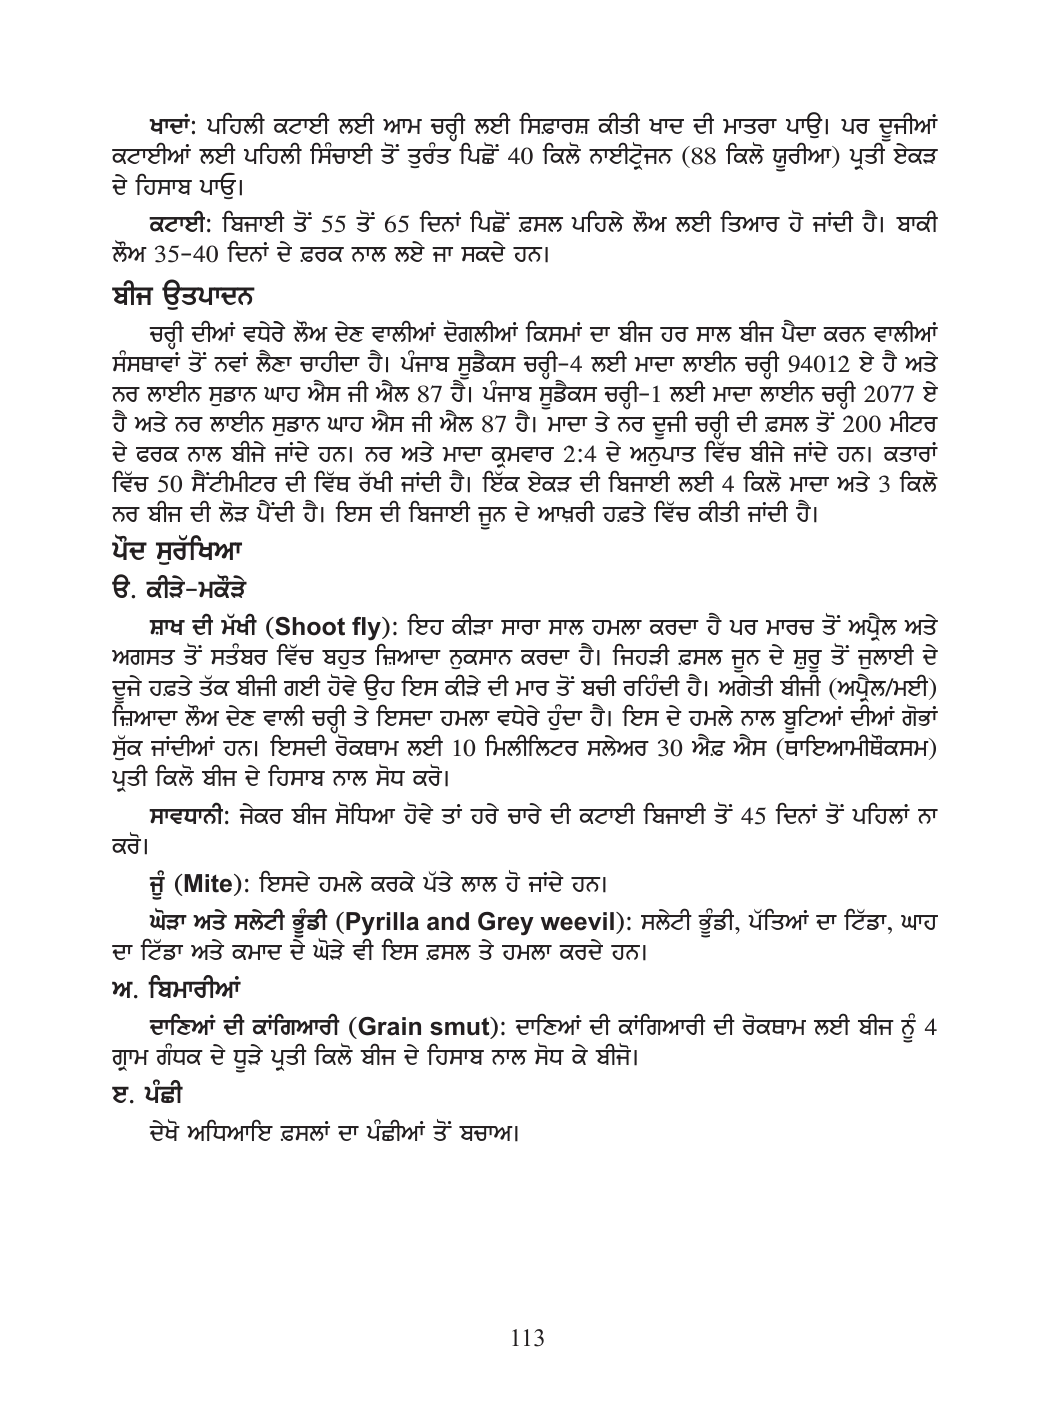 ਖਾਦਾਂ: ਪਹਿਲੀ ਕਟਾਈ ਲਈ ਆਮ ਚਰ੍ਹੀ ਲਈ ਸਿਫ਼ਾਰਸ਼ ਕੀਤੀ ਖਾਦ ਦੀ ਮਾਤਰਾ ਪਾਉ। ਪਰ ਦੂਜੀਆਂ
ਕਟਾਈਆਂ ਲਈ ਪਹਿਲੀ ਸਿੰਚਾਈ ਤੋਂ ਤੁਰੰਤ ਪਿਛੋਂ 40 ਕਿਲੋ ਨਾਈਟ੍ਰੋਜਨ (88 ਕਿਲੋ ਯੂਰੀਆ) ਪ੍ਰਤੀ ਏਕੜ
ਦੇ ਹਿਸਾਬ ਪਾਓ।
ਕਟਾਈ: ਬਿਜਾਈ ਤੋਂ 55 ਤੋਂ 65 ਦਿਨਾਂ ਪਿਛੋਂ ਫ਼ਸਲ ਪਹਿਲੇ ਲੌਅ ਲਈ ਤਿਆਰ ਹੋ ਜਾਂਦੀ ਹੈ। ਬਾਕੀ
ਲੌਅ 35-40 ਦਿਨਾਂ ਦੇ ਫ਼ਰਕ ਨਾਲ ਲਏ ਜਾ ਸਕਦੇ ਹਨ।
ਬੀਜ ਉਤਪਾਦਨ
ਚਰ੍ਹੀ ਦੀਆਂ ਵਧੇਰੇ ਲੌਅ ਦੇਣ ਵਾਲੀਆਂ ਦੋਗਲੀਆਂ ਕਿਸਮਾਂ ਦਾ ਬੀਜ ਹਰ ਸਾਲ ਬੀਜ ਪੈਦਾ ਕਰਨ ਵਾਲੀਆਂ
ਸੰਸਥਾਵਾਂ ਤੋਂ ਨਵਾਂ ਲੈਣਾ ਚਾਹੀਦਾ ਹੈ। ਪੰਜਾਬ ਸੂਡੈਕਸ ਚਰ੍ਹੀ-4 ਲਈ ਮਾਦਾ ਲਾਈਨ ਚਰ੍ਹੀ 94012 ਏ ਹੈ ਅਤੇ
ਨਰ ਲਾਈਨ ਸੁਡਾਨ ਘਾਹ ਐਸ ਜੀ ਐਲ 87 ਹੈ। ਪੰਜਾਬ ਸੂਡੈਕਸ ਚਰ੍ਹੀ-1 ਲਈ ਮਾਦਾ ਲਾਈਨ ਚਰ੍ਹੀ 2077 ਏ
ਹੈ ਅਤੇ ਨਰ ਲਾਈਨ ਸੁਡਾਨ ਘਾਹ ਐਸ ਜੀ ਐਲ 87 ਹੈ। ਮਾਦਾ ਤੇ ਨਰ ਦੂਜੀ ਚਰ੍ਹੀ ਦੀ ਫ਼ਸਲ ਤੋਂ 200 ਮੀਟਰ
ਦੇ ਫਰਕ ਨਾਲ ਬੀਜੇ ਜਾਂਦੇ ਹਨ। ਨਰ ਅਤੇ ਮਾਦਾ ਕ੍ਰਮਵਾਰ 2:4 ਦੇ ਅਨੁਪਾਤ ਵਿੱਚ ਬੀਜੇ ਜਾਂਦੇ ਹਨ। ਕਤਾਰਾਂ
ਵਿੱਚ 50 ਸੈਂਟੀਮੀਟਰ ਦੀ ਵਿੱਥ ਰੱਖੀ ਜਾਂਦੀ ਹੈ। ਇੱਕ ਏਕੜ ਦੀ ਬਿਜਾਈ ਲਈ 4 ਕਿਲੋ ਮਾਦਾ ਅਤੇ 3 ਕਿਲੋ
ਨਰ ਬੀਜ ਦੀ ਲੋੜ ਪੈਂਦੀ ਹੈ। ਇਸ ਦੀ ਬਿਜਾਈ ਜੂਨ ਦੇ ਆਖ਼ਰੀ ਹਫ਼ਤੇ ਵਿੱਚ ਕੀਤੀ ਜਾਂਦੀ ਹੈ।
ਪੌਦ ਸੁਰੱਖਿਆ
ੳ. ਕੀੜੇ-ਮਕੌੜੇ
ਸ਼ਾਖ ਦੀ ਮੱਖੀ (Shoot fly): ਇਹ ਕੀੜਾ ਸਾਰਾ ਸਾਲ ਹਮਲਾ ਕਰਦਾ ਹੈ ਪਰ ਮਾਰਚ ਤੋਂ ਅਪ੍ਰੈਲ ਅਤੇ
ਅਗਸਤ ਤੋਂ ਸਤੰਬਰ ਵਿੱਚ ਬਹੁਤ ਜ਼ਿਆਦਾ ਨੁਕਸਾਨ ਕਰਦਾ ਹੈ। ਜਿਹੜੀ ਫ਼ਸਲ ਜੂਨ ਦੇ ਸ਼ੁਰੂ ਤੋਂ ਜੁਲਾਈ ਦੇ
ਦੂਜੇ ਹਫ਼ਤੇ ਤੱਕ ਬੀਜੀ ਗਈ ਹੋਵੇ ਉਹ ਇਸ ਕੀੜੇ ਦੀ ਮਾਰ ਤੋਂ ਬਚੀ ਰਹਿੰਦੀ ਹੈ। ਅਗੇਤੀ ਬੀਜੀ (ਅਪ੍ਰੈਲ/ਮਈ)
ਜ਼ਿਆਦਾ ਲੌਅ ਦੇਣ ਵਾਲੀ ਚਰ੍ਹੀ ਤੇ ਇਸਦਾ ਹਮਲਾ ਵਧੇਰੇ ਹੁੰਦਾ ਹੈ। ਇਸ ਦੇ ਹਮਲੇ ਨਾਲ ਬੂਟਿਆਂ ਦੀਆਂ ਗੋਭਾਂ
ਸੁੱਕ ਜਾਂਦੀਆਂ ਹਨ। ਇਸਦੀ ਰੋਕਥਾਮ ਲਈ 10 ਮਿਲੀਲਿਟਰ ਸਲੇਅਰ 30 ਐਫ਼ ਐਸ (ਥਾਇਆਮੀਥੌਕਸਮ)
ਪ੍ਰਤੀ ਕਿਲੋ ਬੀਜ ਦੇ ਹਿਸਾਬ ਨਾਲ ਸੋਧ ਕਰੋ।
ਸਾਵਧਾਨੀ: ਜੇਕਰ ਬੀਜ ਸੋਧਿਆ ਹੋਵੇ ਤਾਂ ਹਰੇ ਚਾਰੇ ਦੀ ਕਟਾਈ ਬਿਜਾਈ ਤੋਂ 45 ਦਿਨਾਂ ਤੋਂ ਪਹਿਲਾਂ ਨਾ
ਕਰੋ।
ਜੂੰ (Mite): ਇਸਦੇ ਹਮਲੇ ਕਰਕੇ ਪੱਤੇ ਲਾਲ ਹੋ ਜਾਂਦੇ ਹਨ।
ਘੋੜਾ ਅਤੇ ਸਲੇਟੀ ਭੂੰਡੀ (Pyrilla and Grey weevil): ਸਲੇਟੀ ਭੂੰਡੀ, ਪੱਤਿਆਂ ਦਾ ਟਿੱਡਾ, ਘਾਹ
ਦਾ ਟਿੱਡਾ ਅਤੇ ਕਮਾਦ ਦੇ ਘੋੜੇ ਵੀ ਇਸ ਫ਼ਸਲ ਤੇ ਹਮਲਾ ਕਰਦੇ ਹਨ।
ਅ. ਬਿਮਾਰੀਆਂ
ਦਾਣਿਆਂ ਦੀ ਕਾਂਗਿਆਰੀ (Grain smut): ਦਾਣਿਆਂ ਦੀ ਕਾਂਗਿਆਰੀ ਦੀ ਰੋਕਥਾਮ ਲਈ ਬੀਜ ਨੂੰ 4
ਗ੍ਰਾਮ ਗੰਧਕ ਦੇ ਧੂੜੇ ਪ੍ਰਤੀ ਕਿਲੋ ਬੀਜ ਦੇ ਹਿਸਾਬ ਨਾਲ ਸੋਧ ਕੇ ਬੀਜੋ।
ੲ. ਪੰਛੀ
ਦੇਖੋ ਅਧਿਆਇ ਫ਼ਸਲਾਂ ਦਾ ਪੰਛੀਆਂ ਤੋਂ ਬਚਾਅ।
113